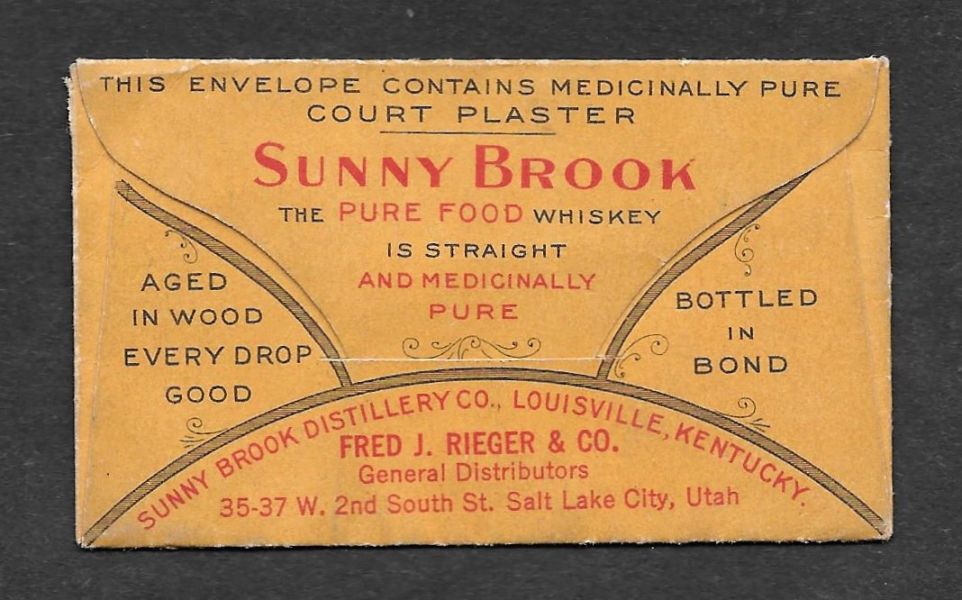 THIS ENVELOPE CONTAINS MEDICINALLY PURE
COURT PLASTER
SUNNY BROOK
THE PURE FOOD WHISKEY
IS STRAIGHT
AND MEDICINALLY
PURE
AGED
IN WOOD
EVERY DROP
GOOD
BOTTLED
IN
BOND
SUNNY BROOK DISTILLERY CO., LOUISVILLE, KENTUCKY.
FRED J. RIEGER & CO.
General Distributors
35-37 W. 2nd South St. Salt Lake City, Utah